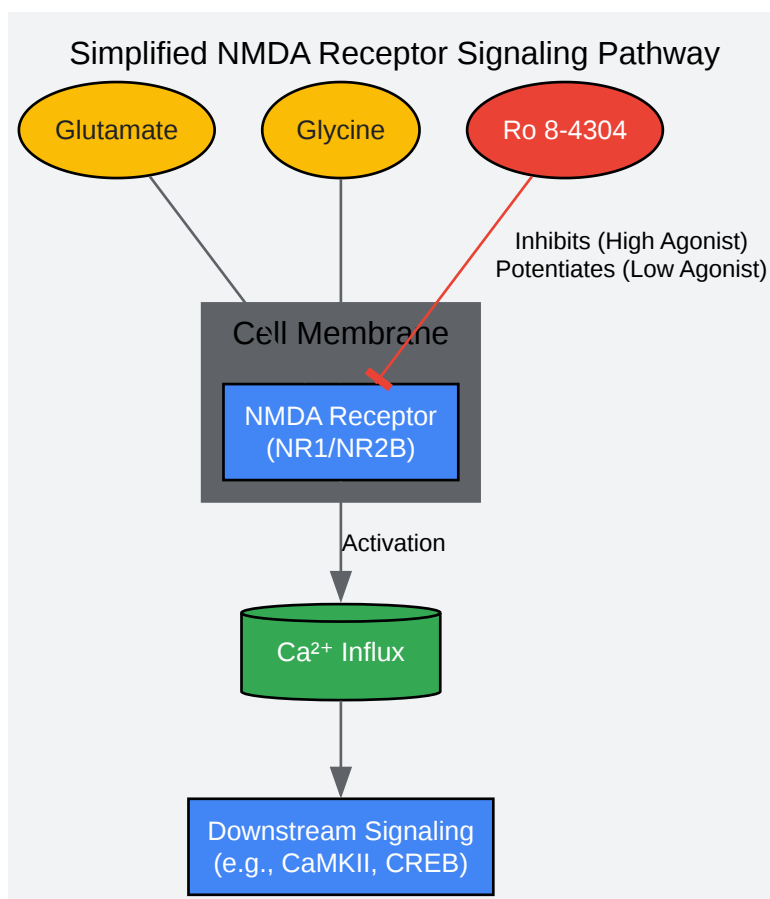 Simplified NMDA Receptor Signaling Pathway
Glutamate
Glycine
Ro 8-4304
Inhibits (High Agonist)
Potentiates (Low Agonist)
Cell Membrane
NMDA Receptor
(NR1/NR2B)
Activation
Ca²⁺ Influx
Downstream Signaling
(e.g., CaMKII, CREB)